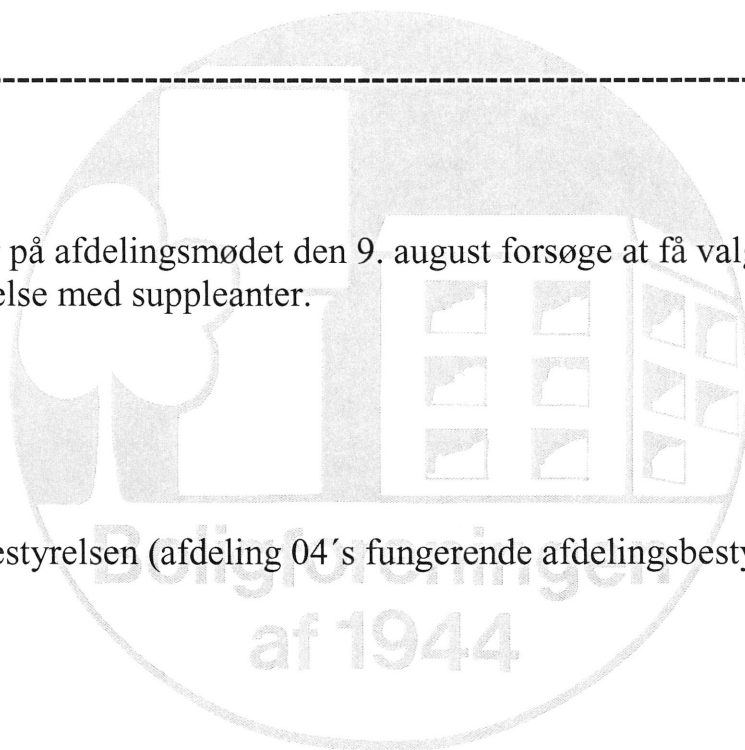 på afdelingsmødet den 9. august forsøge at få valg
else med suppleanter.
estyrelsen (afdeling 04´s fungerende afdelingsbesty
Boligforeningen
af 1944